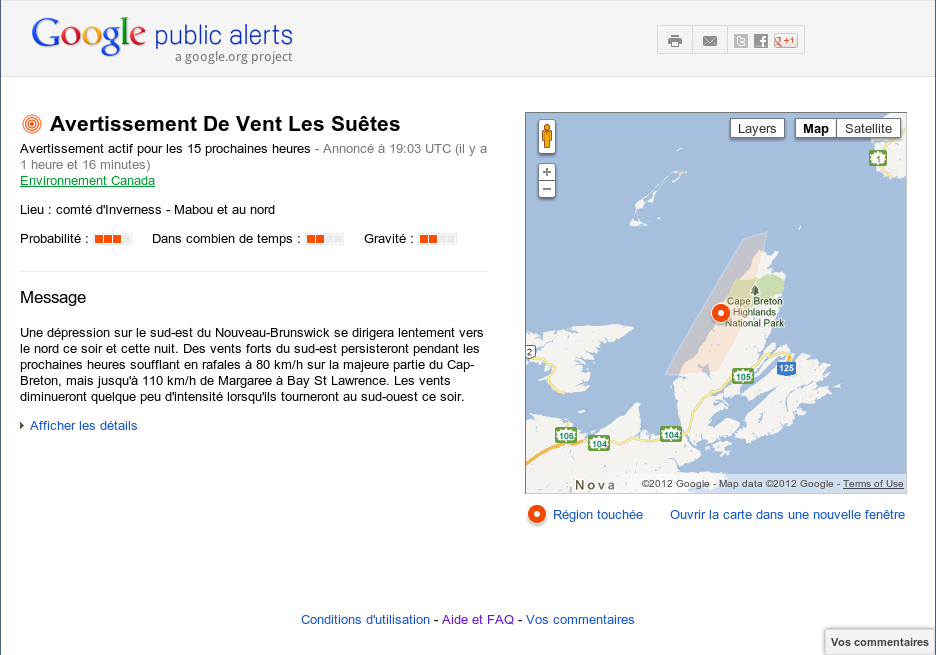 Google public alerts
a google.org project
g +1
Avertissement De Vent Les Suêtes
Avertissement actif pour les 15 prochaines heures - Annoncé à 19:03 UTC (il y a
1 heure et 16 minutes)
Environnement Canada
Lieu : comté d'Inverness - Mabou et au nord
Probabilité : Dans combien de temps : Gravité :
Message
Une dépression sur le sud-est du Nouveau-Brunswick se dirigera lentement vers
le nord ce soir et cette nuit. Des vents forts du sud-est persisteront pendant les
prochaines heures soufflant en rafales à 80 km/h sur la majeure partie du Cap-
Breton, mais jusqu'à 110 km/h de Margaree à Bay St Lawrence. Les vents
diminueront quelque peu d'intensité lorsqu'ils tourneront au sud-ouest ce soir.
Afficher les détails
Layers Map Satellite
1
Cape Breton
Highlands
National Park
2
125
105
104
106
104
Nova
©2012 Google - Map data ©2012 Google - Terms of Use
Région touchée Ouvrir la carte dans une nouvelle fenêtre
Conditions d'utilisation - Aide et FAQ - Vos commentaires
Vos commentaires